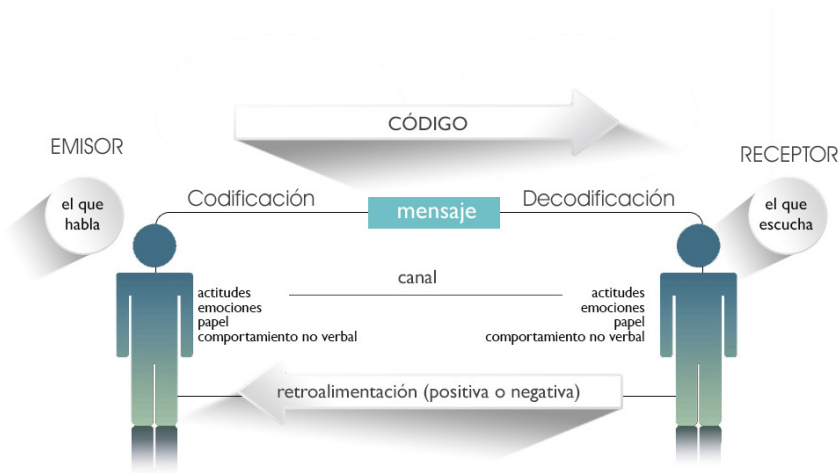 CÓDIGO
EMISOR
RECEPTOR
el que
habla
Codificación
mensaje
Decodificación
el que
escucha
canal
actitudes
emociones
papel
comportamiento no verbal
actitudes
emociones
papel
comportamiento no verbal
retroalimentación (positiva o negativa)